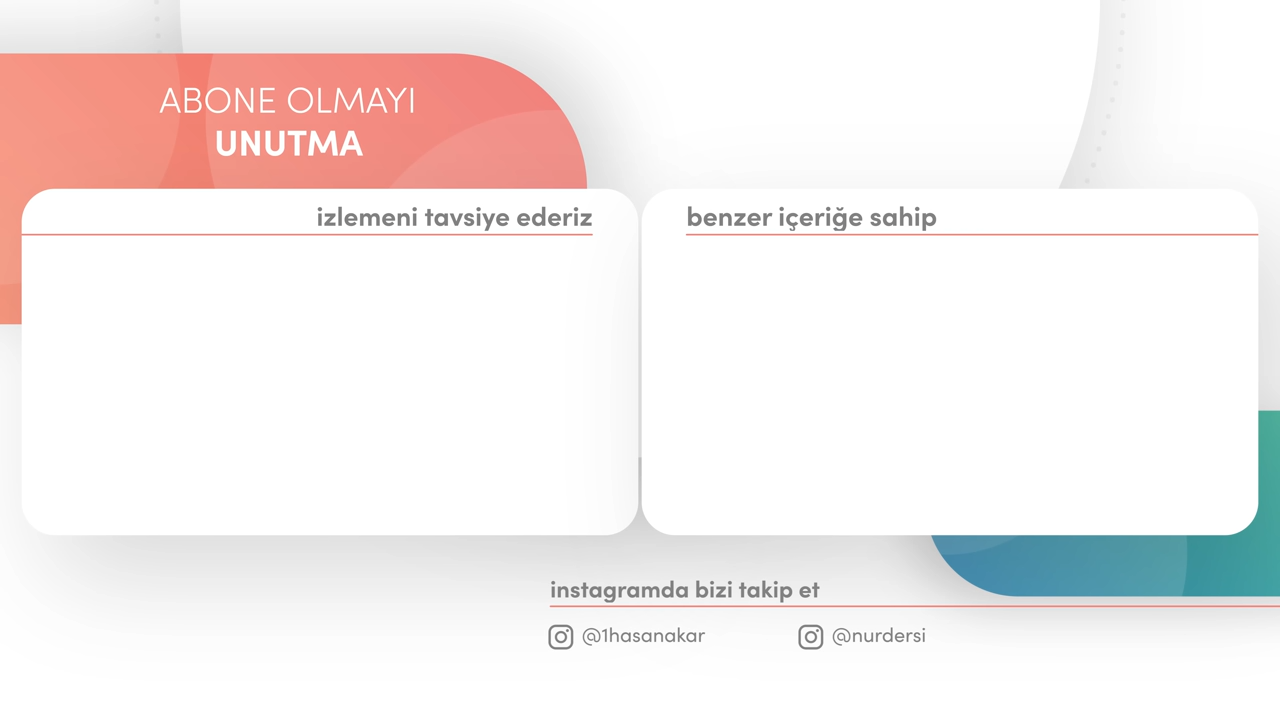 ABONE OLMAYI
UNUTMA
izlemeni tavsiye ederiz
benzer içeriğe sahip
instagramda bizi takip et
@1hasanakar
@nurdersi